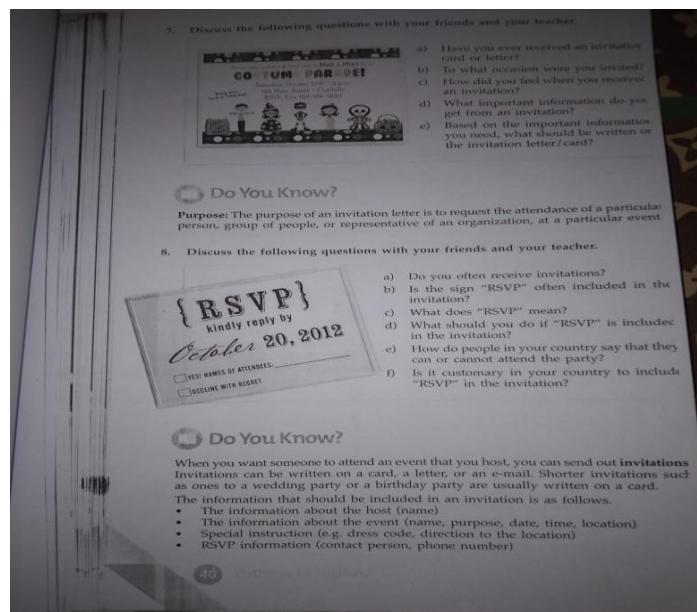 7. Discuss the following questions with your friends and your teacher.
COSTUME PARADE!
a) Have you ever received an invitation
card or letter?
b) To what occasion were you invited?
c) How did you feel when you received
an invitation?
d) What important information do you
get from an invitation?
e) Based on the important information
you need, what should be written on
the invitation letter/card?
Do You Know?
Purpose: The purpose of an invitation letter is to request the attendance of a particular
person, group of people, or representative of an organization, at a particular event
8. Discuss the following questions with your friends and your teacher.
{RSVP}
kindly reply by
October 20, 2012
YES! NAMES OF ATTENDEES:
DECLINE WITH REGRET
a) Do you often receive invitations?
b) Is the sign "RSVP" often included in the
invitation?
c) What does "RSVP" mean?
d) What should you do if "RSVP" is included
in the invitation?
e) How do people in your country say that they
can or cannot attend the party?
f) Is it customary in your country to include
"RSVP" in the invitation?
Do You Know?
When you want someone to attend an event that you host, you can send out invitations
Invitations can be written on a card, a letter, or an e-mail. Shorter invitations such
as ones to a wedding party or a birthday party are usually written on a card.
The information that should be included in an invitation is as follows.
• The information about the host (name)
• The information about the event (name, purpose, date, time, location)
• Special instruction (e.g. dress code, direction to the location)
• RSVP information (contact person, phone number)
40